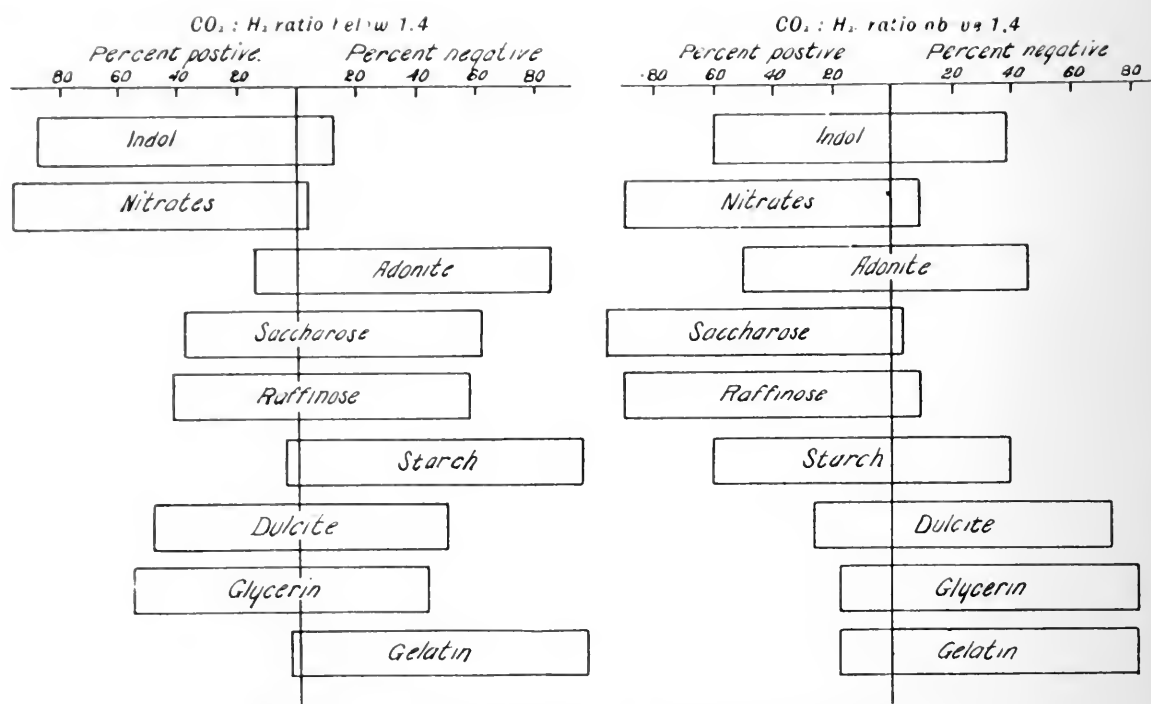 CO₂ : H₂ ratio below 1.4
Percent postive. Percent negative
80 60 40 20 20 40 60 80
Indol
Nitrates
Adonite
Saccharose
Raffinose
Starch
Dulcite
Glycerin
Gelatin
CO₂ : H₂ ratio above 1.4
Percent postive Percent negative
80 60 40 20 20 40 60 80
Indol
Nitrates
Adonite
Saccharose
Raffinose
Starch
Dulcite
Glycerin
Gelatin